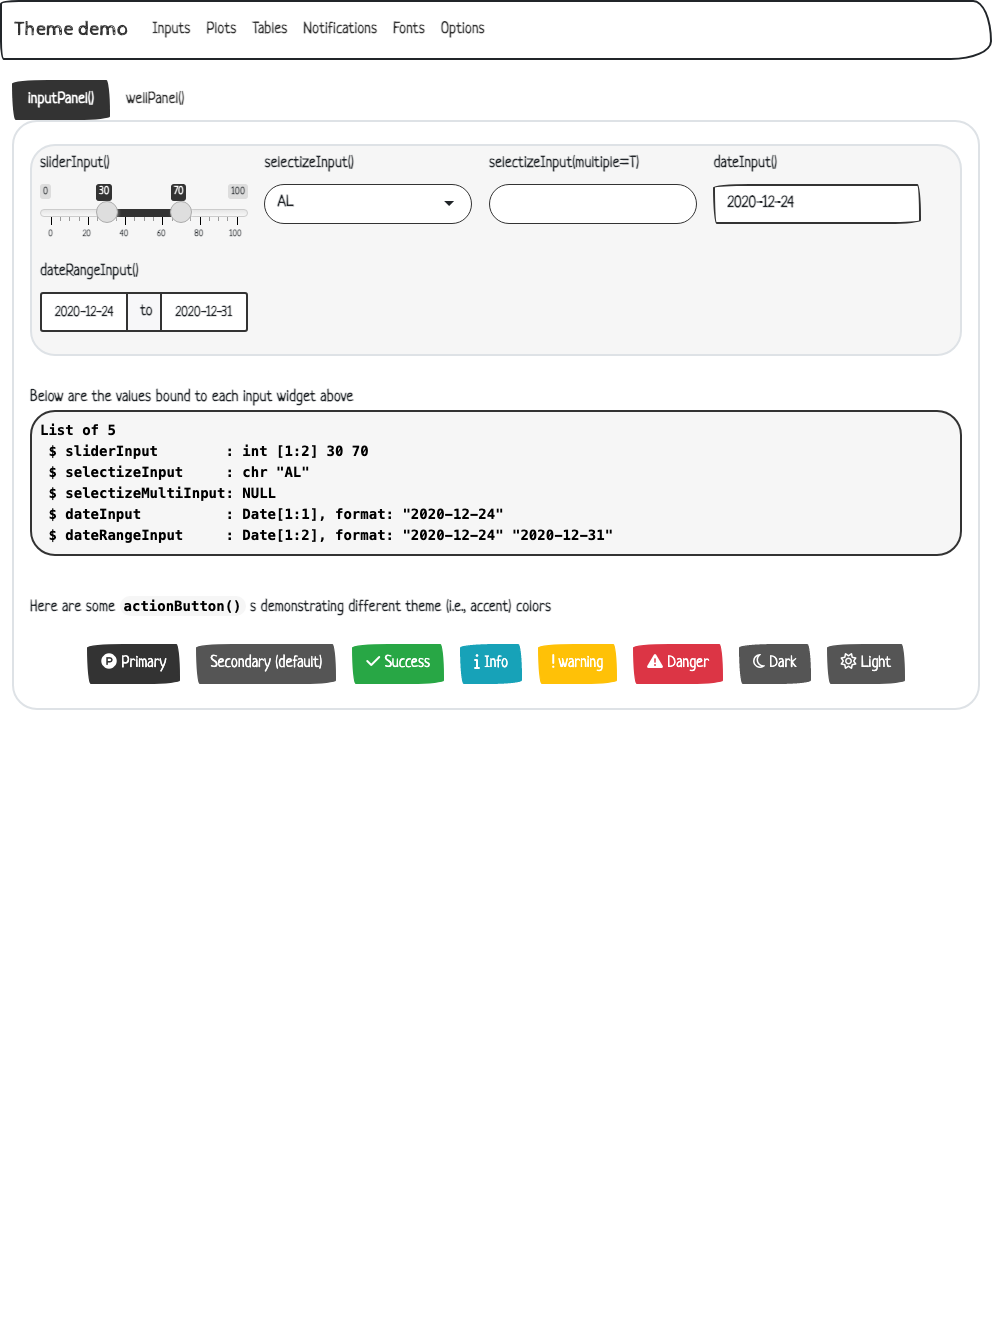 Theme demo Inputs Plots Tables Notifications Fonts Options
inputPanel() wellPanel()
sliderInput() selectizeInput() selectizeInput(multiple=T) dateInput()
0 30 70 100
AL 2020-12-24
0 20 40 60 80 100
dateRangeInput()
2020-12-24 to 2020-12-31
Below are the values bound to each input widget above
List of 5
 $ sliderInput        : int [1:2] 30 70
 $ selectizeInput     : chr "AL"
 $ selectizeMultiInput: NULL
 $ dateInput          : Date[1:1], format: "2020-12-24"
 $ dateRangeInput     : Date[1:2], format: "2020-12-24" "2020-12-31"
Here are some actionButton() s demonstrating different theme (i.e., accent) colors
Primary Secondary (default) Success Info warning Danger Dark Light